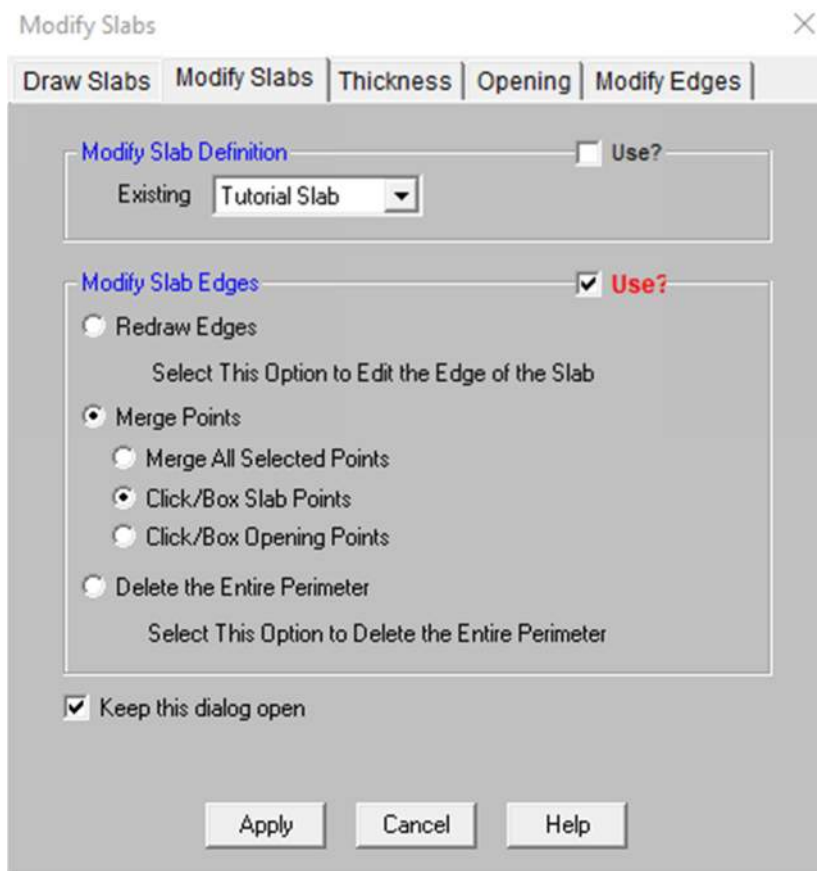 Modify Slabs
Draw Slabs Modify Slabs Thickness Opening Modify Edges
Modify Slab Definition Use?
Existing Tutorial Slab
Modify Slab Edges Use?
Redraw Edges
Select This Option to Edit the Edge of the Slab
Merge Points
Merge All Selected Points
Click/Box Slab Points
Click/Box Opening Points
Delete the Entire Perimeter
Select This Option to Delete the Entire Perimeter
Keep this dialog open
Apply Cancel Help